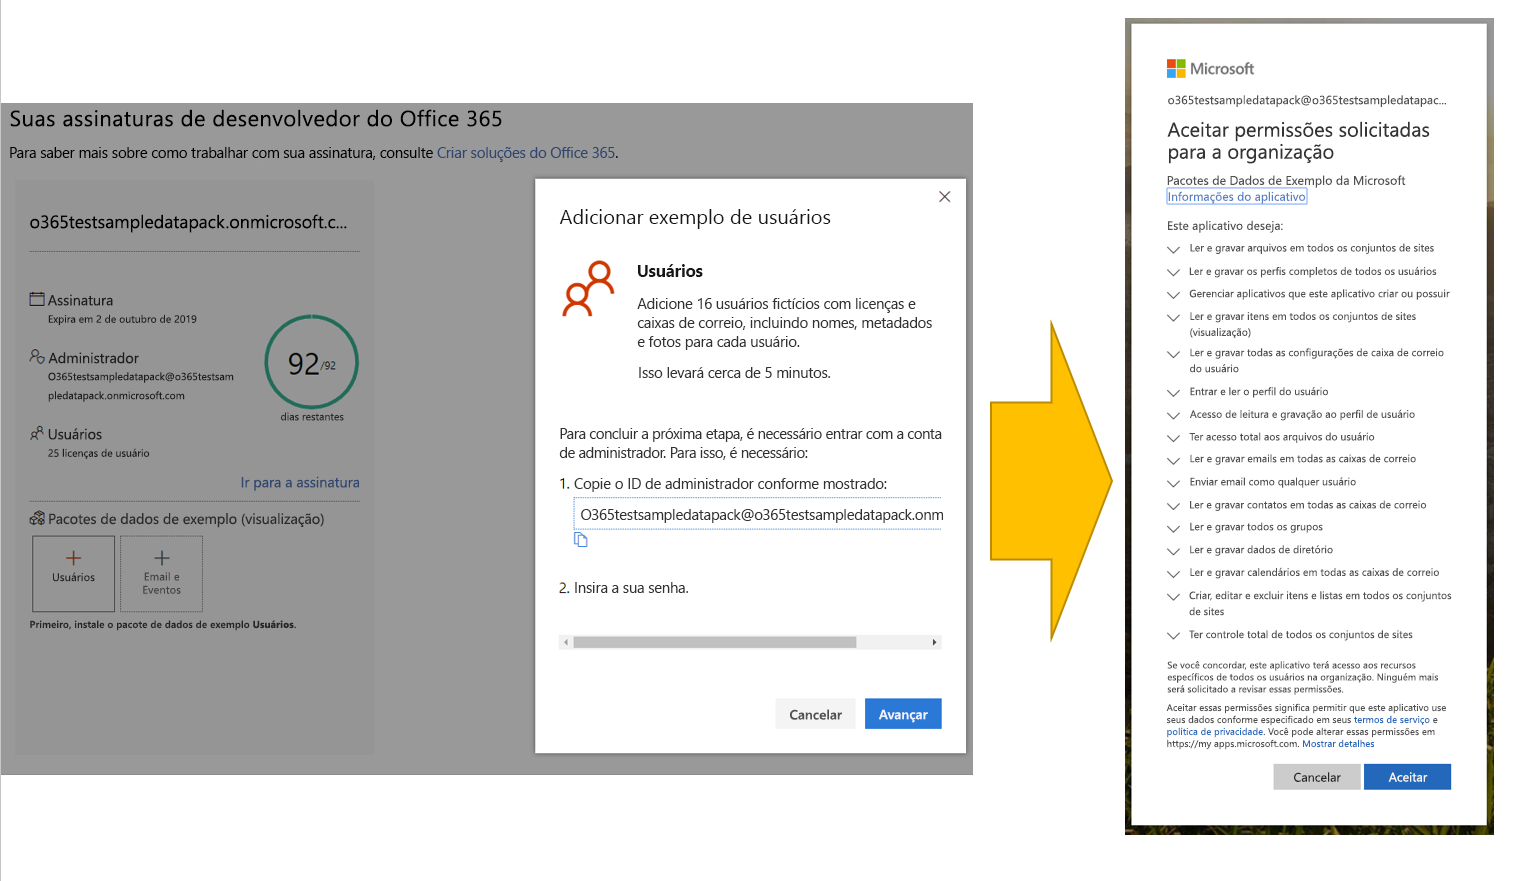 Suas assinaturas de desenvolvedor do Office 365
Para saber mais sobre como trabalhar com sua assinatura, consulte Criar soluções do Office 365.
o365testsampledatapack.onmicrosoft.c...
Assinatura
Expira em 2 de outubro de 2019
Administrador
O365testsampledatapack@o365testsam
pledatapack.onmicrosoft.com
92/92
dias restantes
Usuários
25 licenças de usuário
Ir para a assinatura
Pacotes de dados de exemplo (visualização)
Usuários
Email e
Eventos
Primeiro, instale o pacote de dados de exemplo Usuários.
Adicionar exemplo de usuários
Usuários
Adicione 16 usuários fictícios com licenças e
caixas de correio, incluindo nomes, metadados
e fotos para cada usuário.
Isso levará cerca de 5 minutos.
Para concluir a próxima etapa, é necessário entrar com a conta
de administrador. Para isso, é necessário:
1. Copie o ID de administrador conforme mostrado:
O365testsampledatapack@o365testsampledatapack.onm
2. Insira a sua senha.
Cancelar
Avançar
Microsoft
o365testsampledatapack@o365testsampledatapac...
Aceitar permissões solicitadas
para a organização
Pacotes de Dados de Exemplo da Microsoft
Informações do aplicativo
Este aplicativo deseja:
Ler e gravar arquivos em todos os conjuntos de sites
Ler e gravar os perfis completos de todos os usuários
Gerenciar aplicativos que este aplicativo criar ou possuir
Ler e gravar itens em todos os conjuntos de sites
(visualização)
Ler e gravar todas as configurações de caixa de correio
do usuário
Entrar e ler o perfil do usuário
Acesso de leitura e gravação ao perfil de usuário
Ter acesso total aos arquivos do usuário
Ler e gravar emails em todas as caixas de correio
Enviar email como qualquer usuário
Ler e gravar contatos em todas as caixas de correio
Ler e gravar todos os grupos
Ler e gravar dados de diretório
Ler e gravar calendários em todas as caixas de correio
Criar, editar e excluir itens e listas em todos os conjuntos
de sites
Ter controle total de todos os conjuntos de sites
Se você concordar, este aplicativo terá acesso aos recursos
específicos de todos os usuários na organização. Ninguém mais
será solicitado a revisar essas permissões.
Aceitar essas permissões significa permitir que este aplicativo use
seus dados conforme especificado em seus termos de serviço e
política de privacidade. Você pode alterar essas permissões em
https://my apps.microsoft.com. Mostrar detalhes
Cancelar
Aceitar